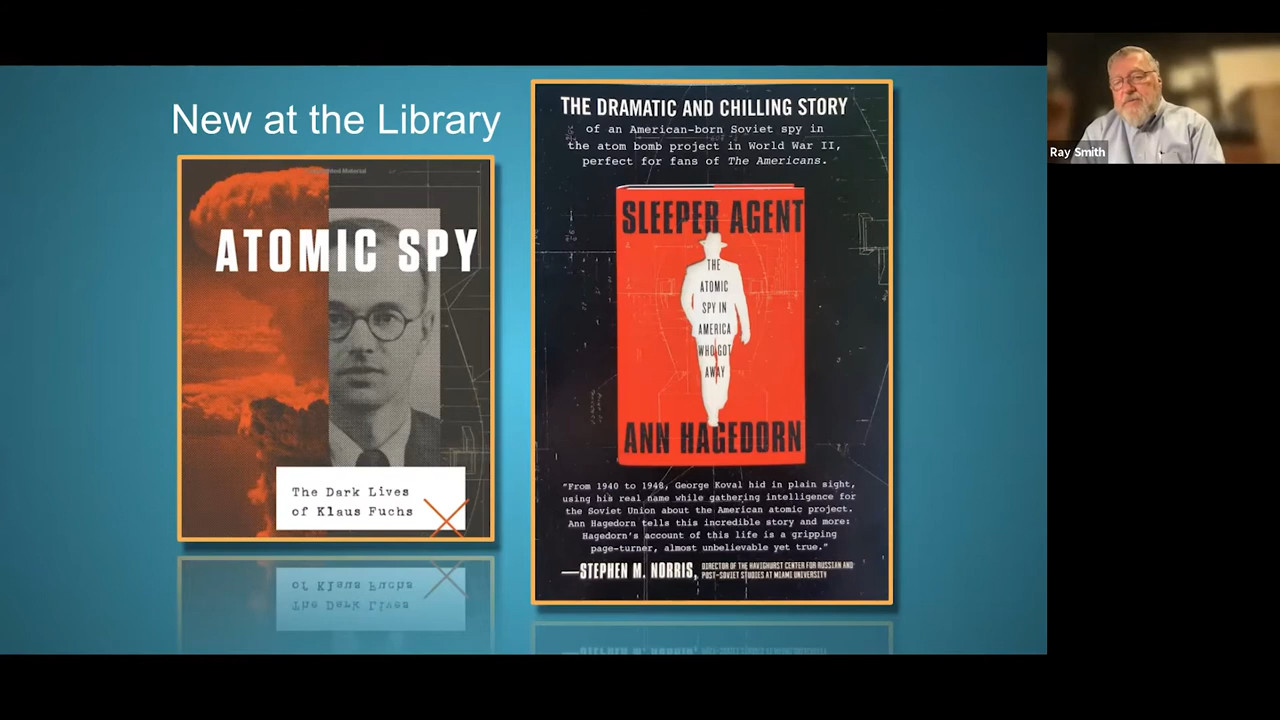 New at the Library
ATOMIC SPY
The Dark Lives
of Klaus Fuchs
THE DRAMATIC AND CHILLING STORY
of an American-born Soviet spy in
the atom bomb project in World War II,
perfect for fans of The Americans.
SLEEPER AGENT
THE
ATOMIC
SPY IN
AMERICA
WHO GOT
AWAY
ANN HAGEDORN
"From 1940 to 1948, George Koval hid in plain sight,
using his real name while gathering intelligence for
the Soviet Union about the American atomic project.
Ann Hagedorn tells this incredible story and more:
Hagedorn's account of this life is a gripping
page-turner, almost unbelievable yet true."
—STEPHEN M. NORRIS, DIRECTOR OF THE HAVIGHURST CENTER FOR RUSSIAN AND
POST-SOVIET STUDIES AT MIAMI UNIVERSITY
Ray Smith